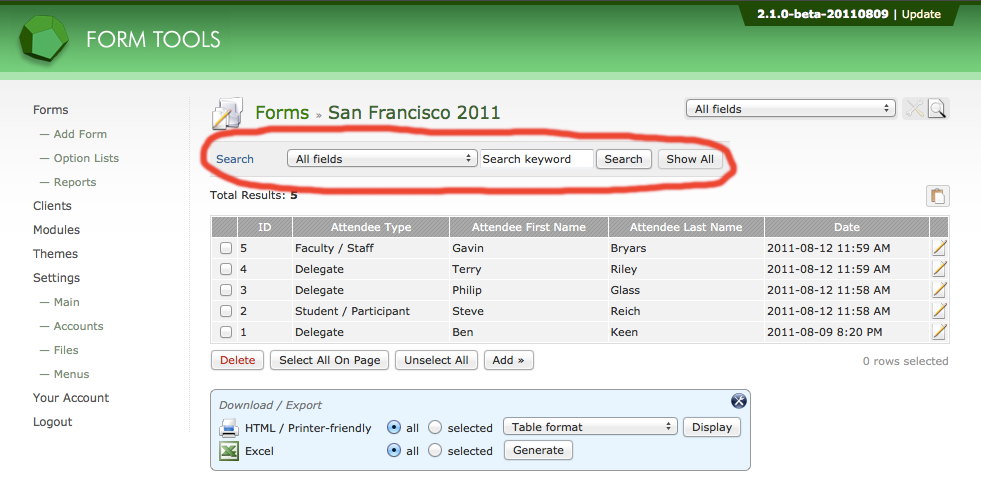 2.1.0-beta-20110809 | Update
FORM TOOLS
Forms
— Add Form
— Option Lists
— Reports
Clients
Modules
Themes
Settings
— Main
— Accounts
— Files
— Menus
Your Account
Logout
Forms » San Francisco 2011
All fields
Search All fields Search keyword Search Show All
Total Results: 5
ID Attendee Type Attendee First Name Attendee Last Name Date
5 Faculty / Staff Gavin Bryars 2011-08-12 11:59 AM
4 Delegate Terry Riley 2011-08-12 11:59 AM
3 Delegate Philip Glass 2011-08-12 11:58 AM
2 Student / Participant Steve Reich 2011-08-12 11:58 AM
1 Delegate Ben Keen 2011-08-09 8:20 PM
Delete Select All On Page Unselect All Add » 0 rows selected
Download / Export
HTML / Printer-friendly all selected Table format Display
Excel all selected Generate